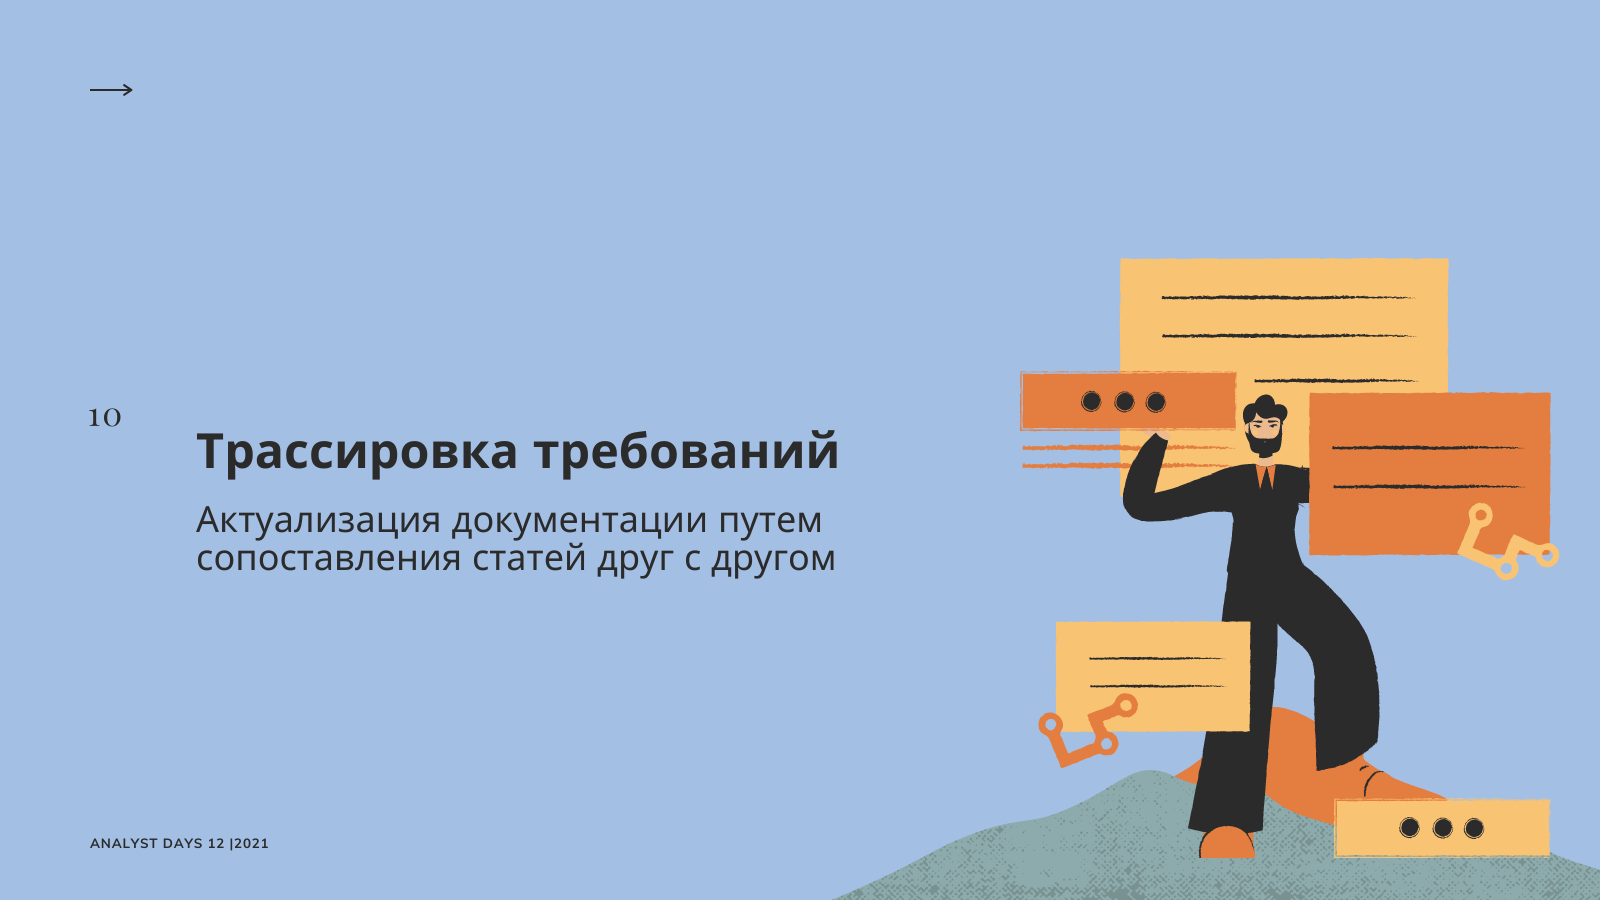 10
Трассировка требований
Актуализация документации путем
сопоставления статей друг с другом
ANALYST DAYS 12 |2021